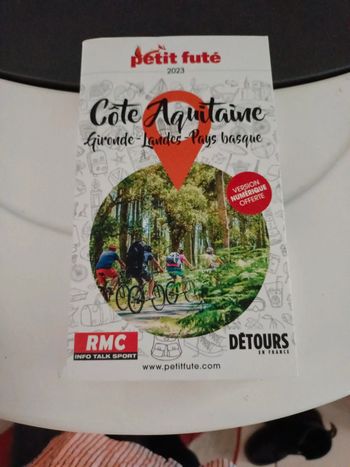 petit futé
2023
Côte Aquitaine
Gironde - Landes - Pays basque
VERSION
NUMÉRIQUE
OFFERTE
RMC
INFO TALK SPORT
DÉTOURS
EN FRANCE
www.petitfute.com